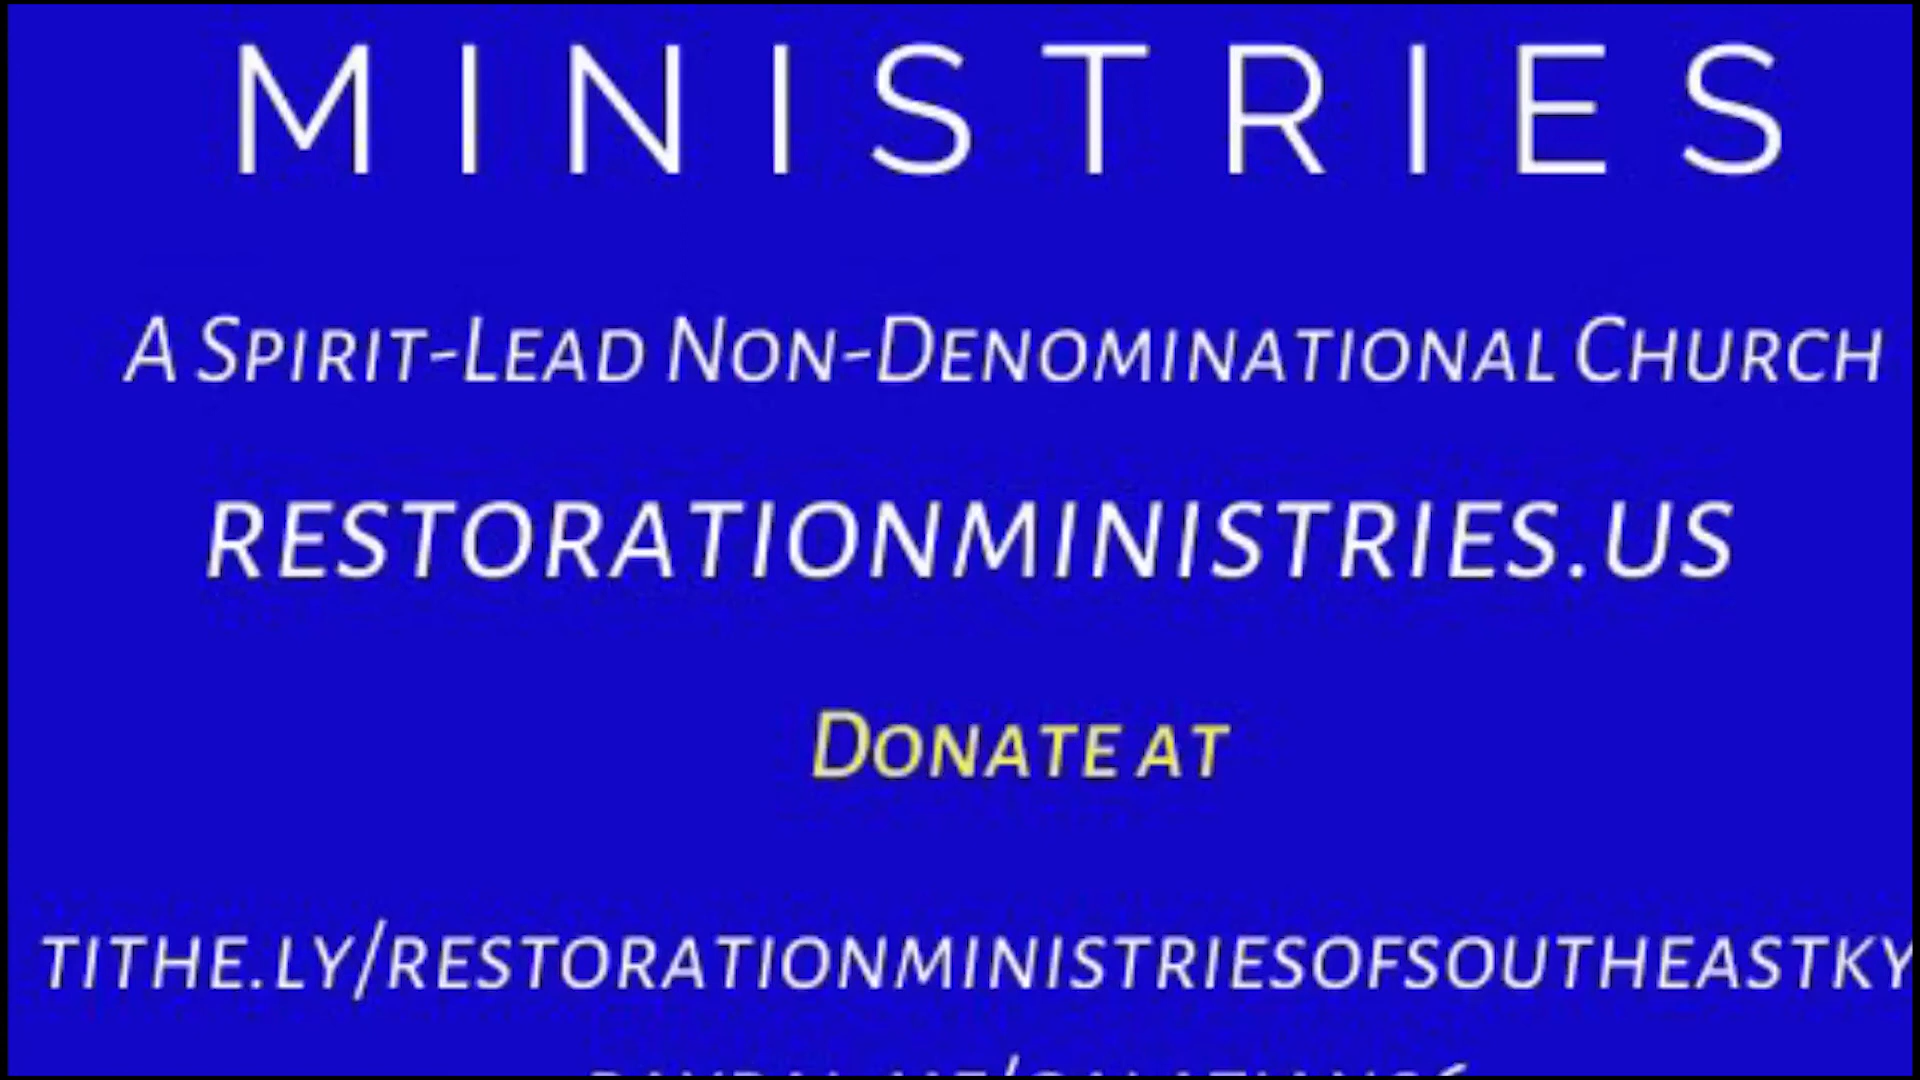 MINISTRIES
A Spirit-Lead Non-Denominational Church
RESTORATIONMINISTRIES.US
Donate at
TITHE.LY/RESTORATIONMINISTRIESOFSOUTHEASTKY